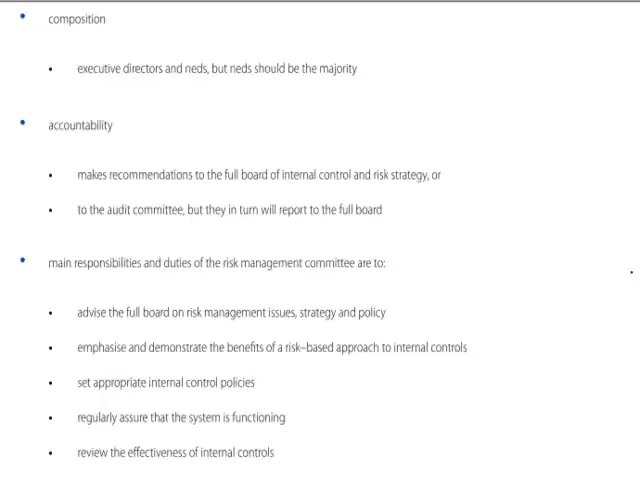 composition
executive directors and neds, but neds should be the majority
accountability
makes recommendations to the full board of internal control and risk strategy, or
to the audit committee, but they in turn will report to the full board
main responsibilities and duties of the risk management committee are to:
advise the full board on risk management issues, strategy and policy
emphasise and demonstrate the benefits of a risk–based approach to internal controls
set appropriate internal control policies
regularly assure that the system is functioning
review the effectiveness of internal controls